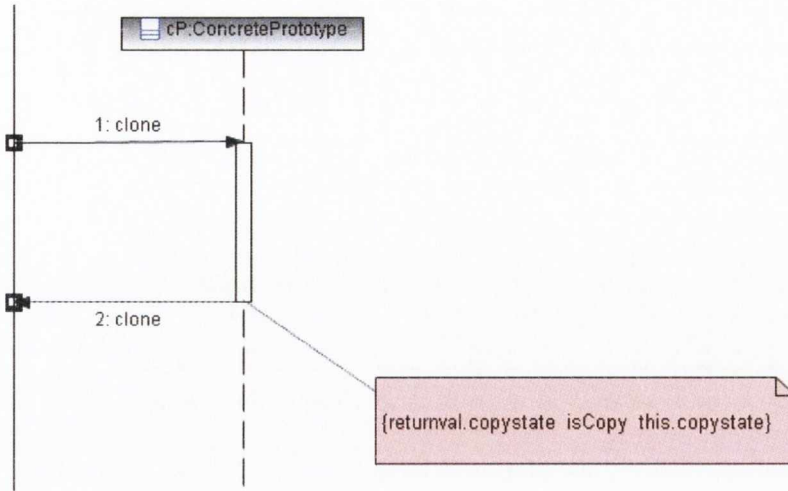 cP:ConcretePrototype
1: clone
2: clone
{returnval.copystate isCopy this.copystate}